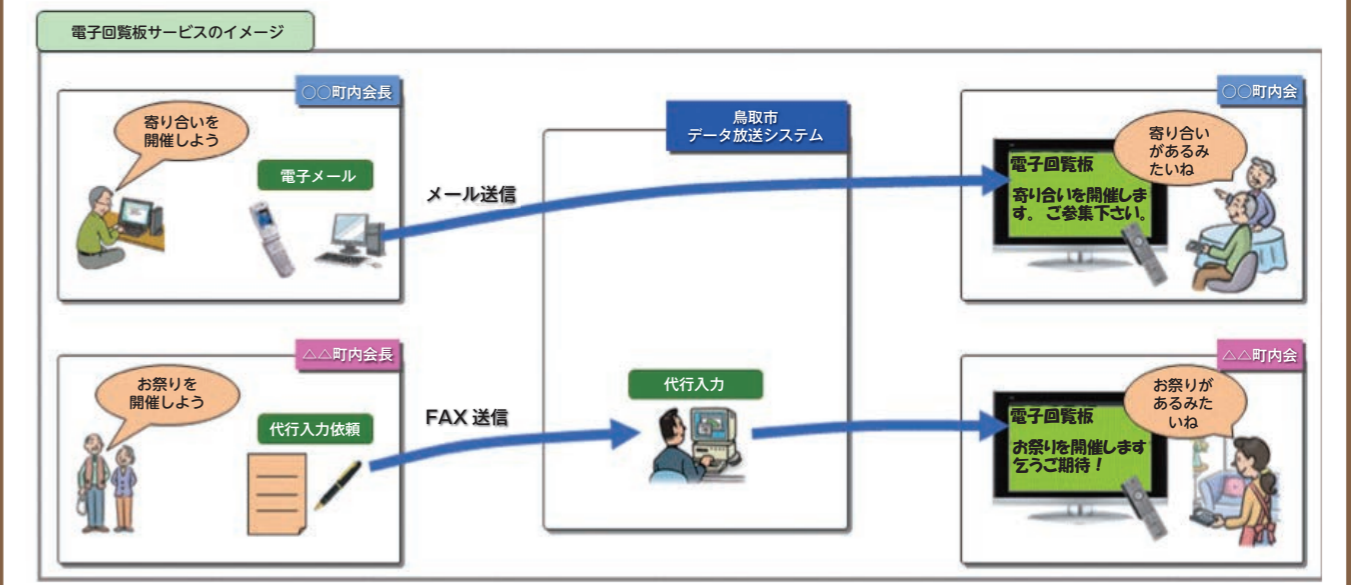 電子回覧板サービスのイメージ
○○町内会長
寄り合いを
開催しよう
電子メール
メール送信
鳥取市
データ放送システム
○○町内会
電子回覧板
寄り合いを開催しま
す。ご参集下さい。
寄り合い
があるみ
たいね
△△町内会長
お祭りを
開催しよう
代行入力依頼
FAX 送信
代行入力
△△町内会
電子回覧板
お祭りを開催します
乞うご期待!
お祭りが
あるみた
いね